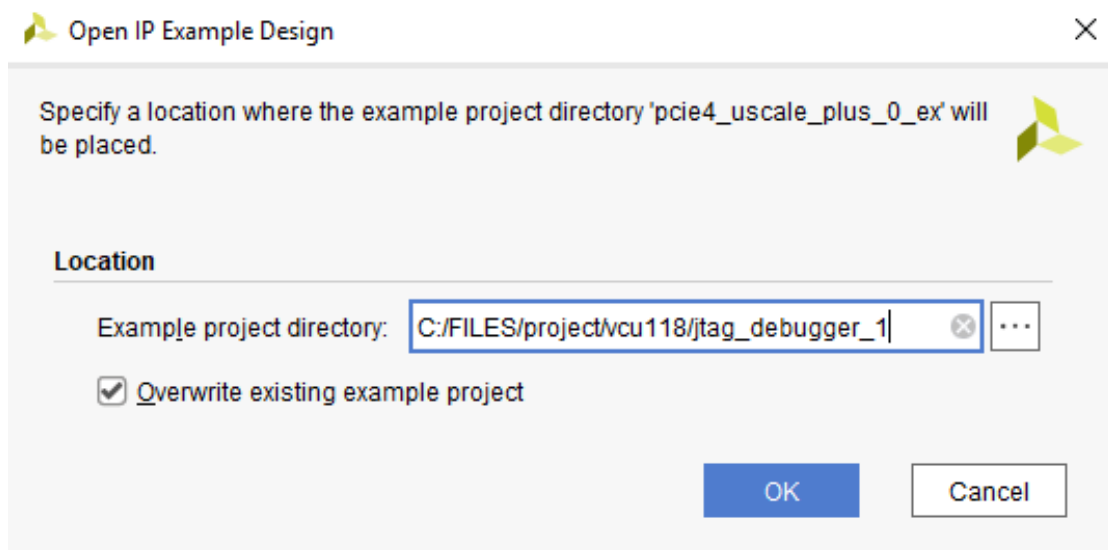 Open IP Example Design
Specify a location where the example project directory 'pcie4_uscale_plus_0_ex' will
be placed.
Location
Example project directory: C:/FILES/project/vcu118/jtag_debugger_1 ...
Overwrite existing example project
OK Cancel